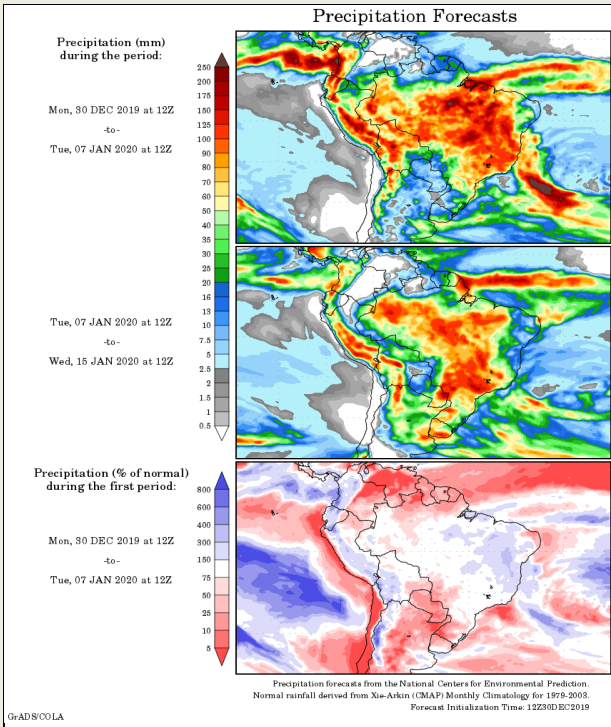 Precipitation Forecasts
Precipitation (mm)
during the period:
Mon, 30 DEC 2019 at 12Z
-to-
Tue, 07 JAN 2020 at 12Z
250
200
175
150
125
100
90
80
70
60
50
40
35
30
25
20
16
13
10
7.5
5
2.5
2
1.5
1
0.5
Tue, 07 JAN 2020 at 12Z
-to-
Wed, 15 JAN 2020 at 12Z
Precipitation (% of normal)
during the first period:
Mon, 30 DEC 2019 at 12Z
-to-
Tue, 07 JAN 2020 at 12Z
800
600
400
300
150
75
50
25
10
5
Precipitation forecasts from the National Centers for Environmental Prediction.
Normal rainfall derived from Xie-Arkin (CMAP) Monthly Climatology for 1979-2003.
Forecast Initialization Time: 12Z30DEC2019
GrADS/COLA